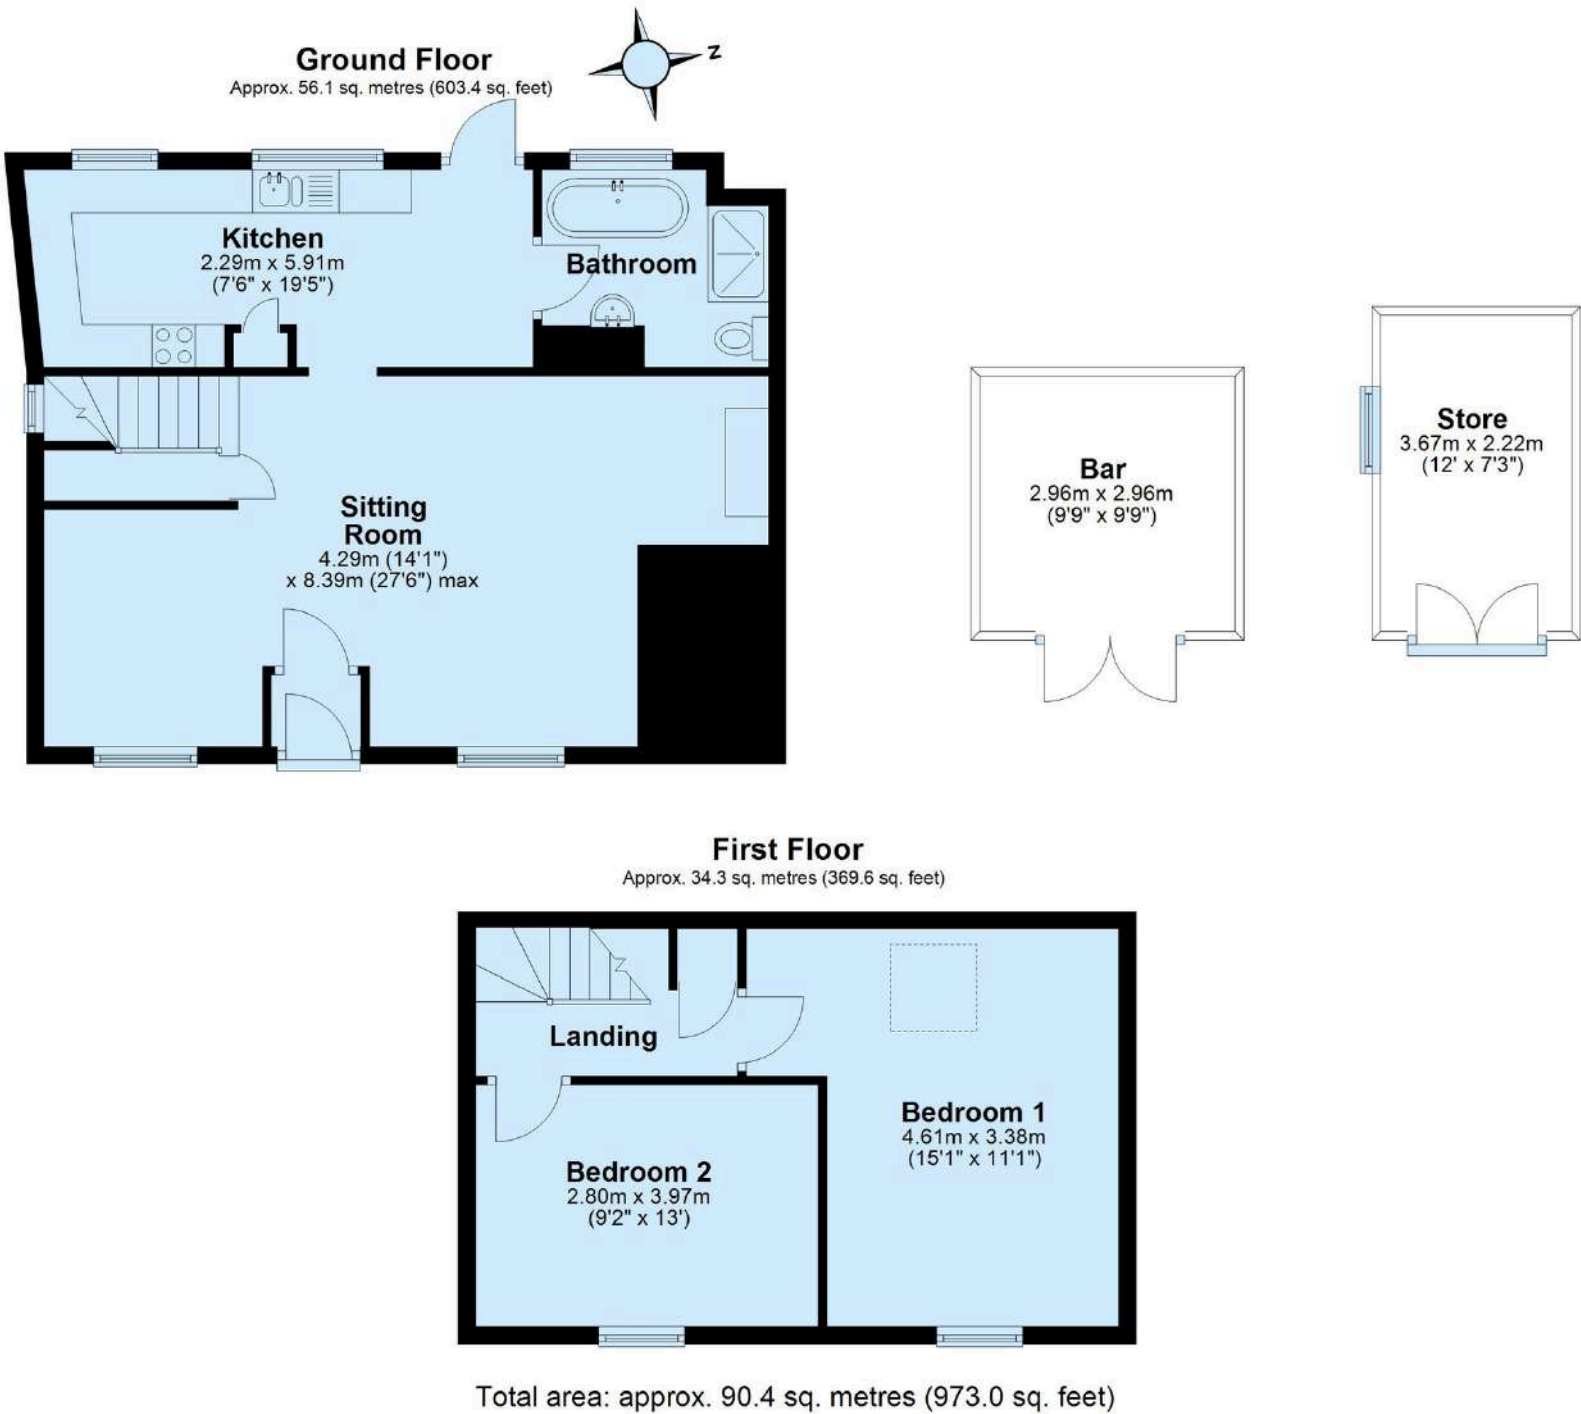 Ground Floor
Approx. 56.1 sq. metres (603.4 sq. feet)
Z
Kitchen
2.29m x 5.91m
(7'6" x 19'5")
Bathroom
Sitting
Room
4.29m (14'1")
x 8.39m (27'6") max
Bar
2.96m x 2.96m
(9'9" x 9'9")
Store
3.67m x 2.22m
(12' x 7'3")
First Floor
Approx. 34.3 sq. metres (369.6 sq. feet)
Landing
Bedroom 1
4.61m x 3.38m
(15'1" x 11'1")
Bedroom 2
2.80m x 3.97m
(9'2" x 13')
Total area: approx. 90.4 sq. metres (973.0 sq. feet)